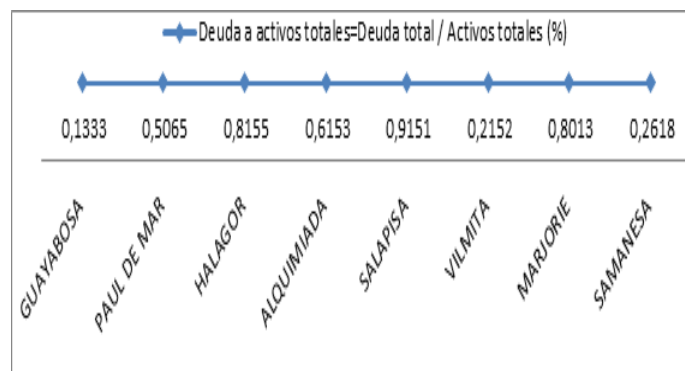 Deuda a activos totales=Deuda total / Activos totales (%)
0,1333 0,5065 0,8155 0,6153 0,9151 0,2152 0,8013 0,2618
GUAYABOSA PAUL DE MAR HALAGOR ALQUIMIADA SALAPISA VILMITA MARJORIE SAMANESA